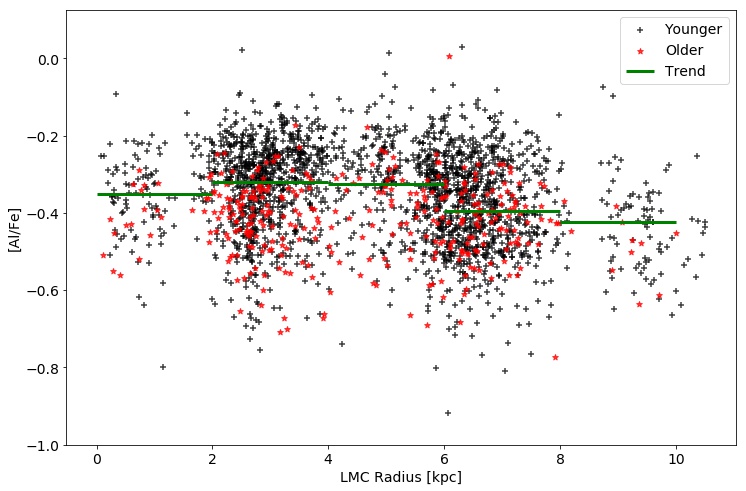 Younger
Older
Trend
0.0
−0.2
−0.4
−0.6
−0.8
−1.0
[Al/Fe]
0 2 4 6 8 10
LMC Radius [kpc]